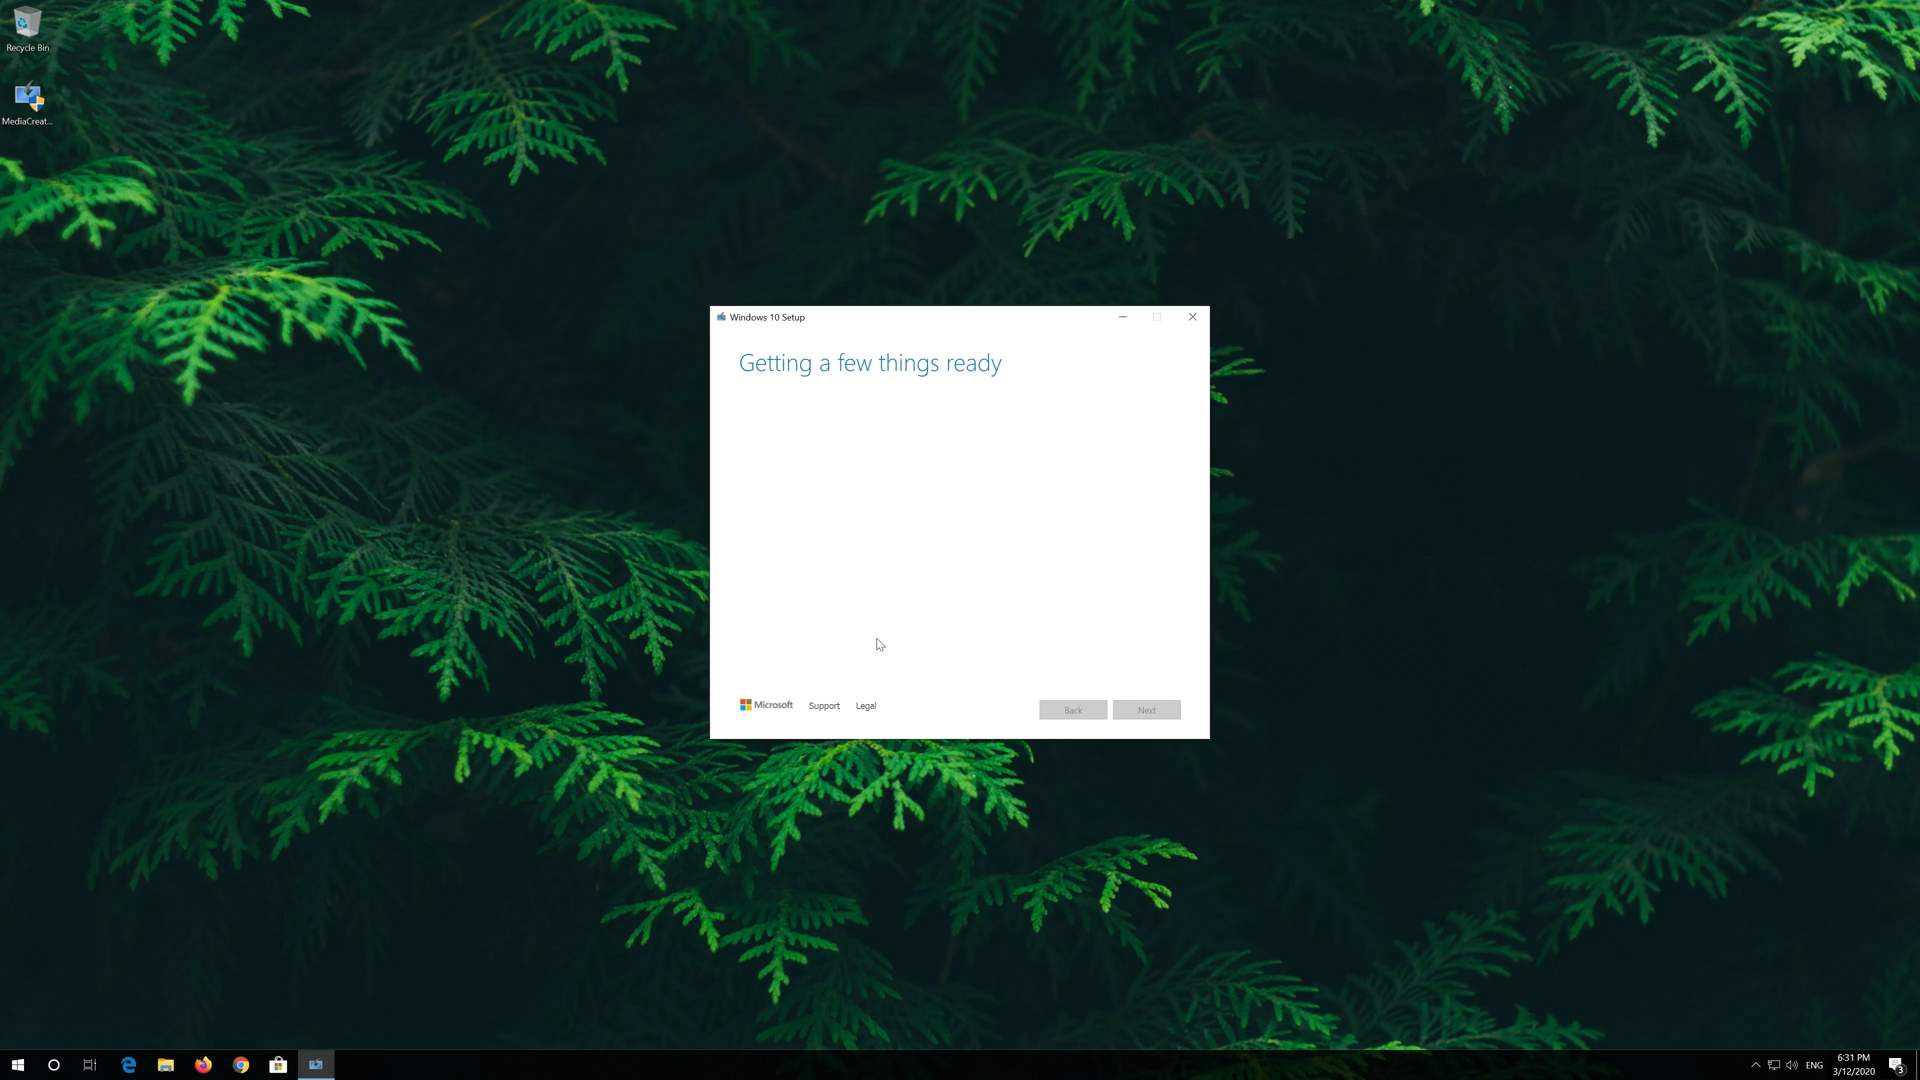 Recycle Bin
MediaCreat...
Windows 10 Setup
Getting a few things ready
Microsoft
Support
Legal
Back
Next
ENG
6:31 PM
3/12/2020
3